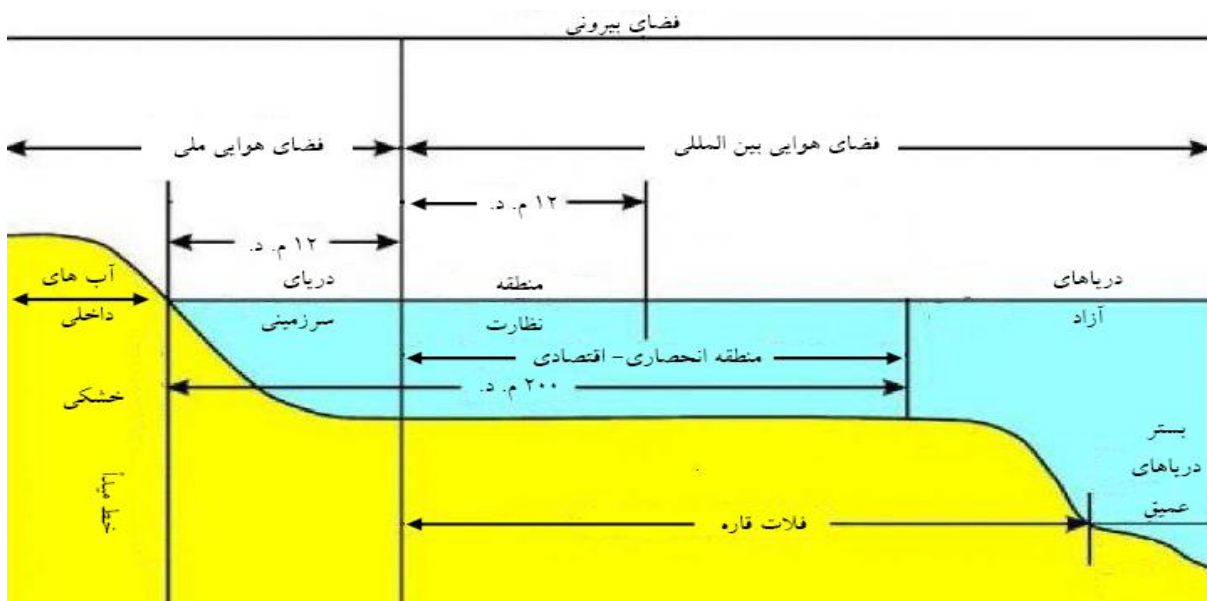 فضای بیرونی
فضای هوایی بین المللی
فضای هوایی ملی
۱۲ م. د.
۱۲ م. د.
دریاهای
آزاد
منطقه
نظارت
دریای
سرزمینی
آب های
داخلی
منطقه انحصاری- اقتصادی
۲۰۰ م. د.
خشکی
بستر
دریاهای
عمیق
خط مبدأ
فلات قاره